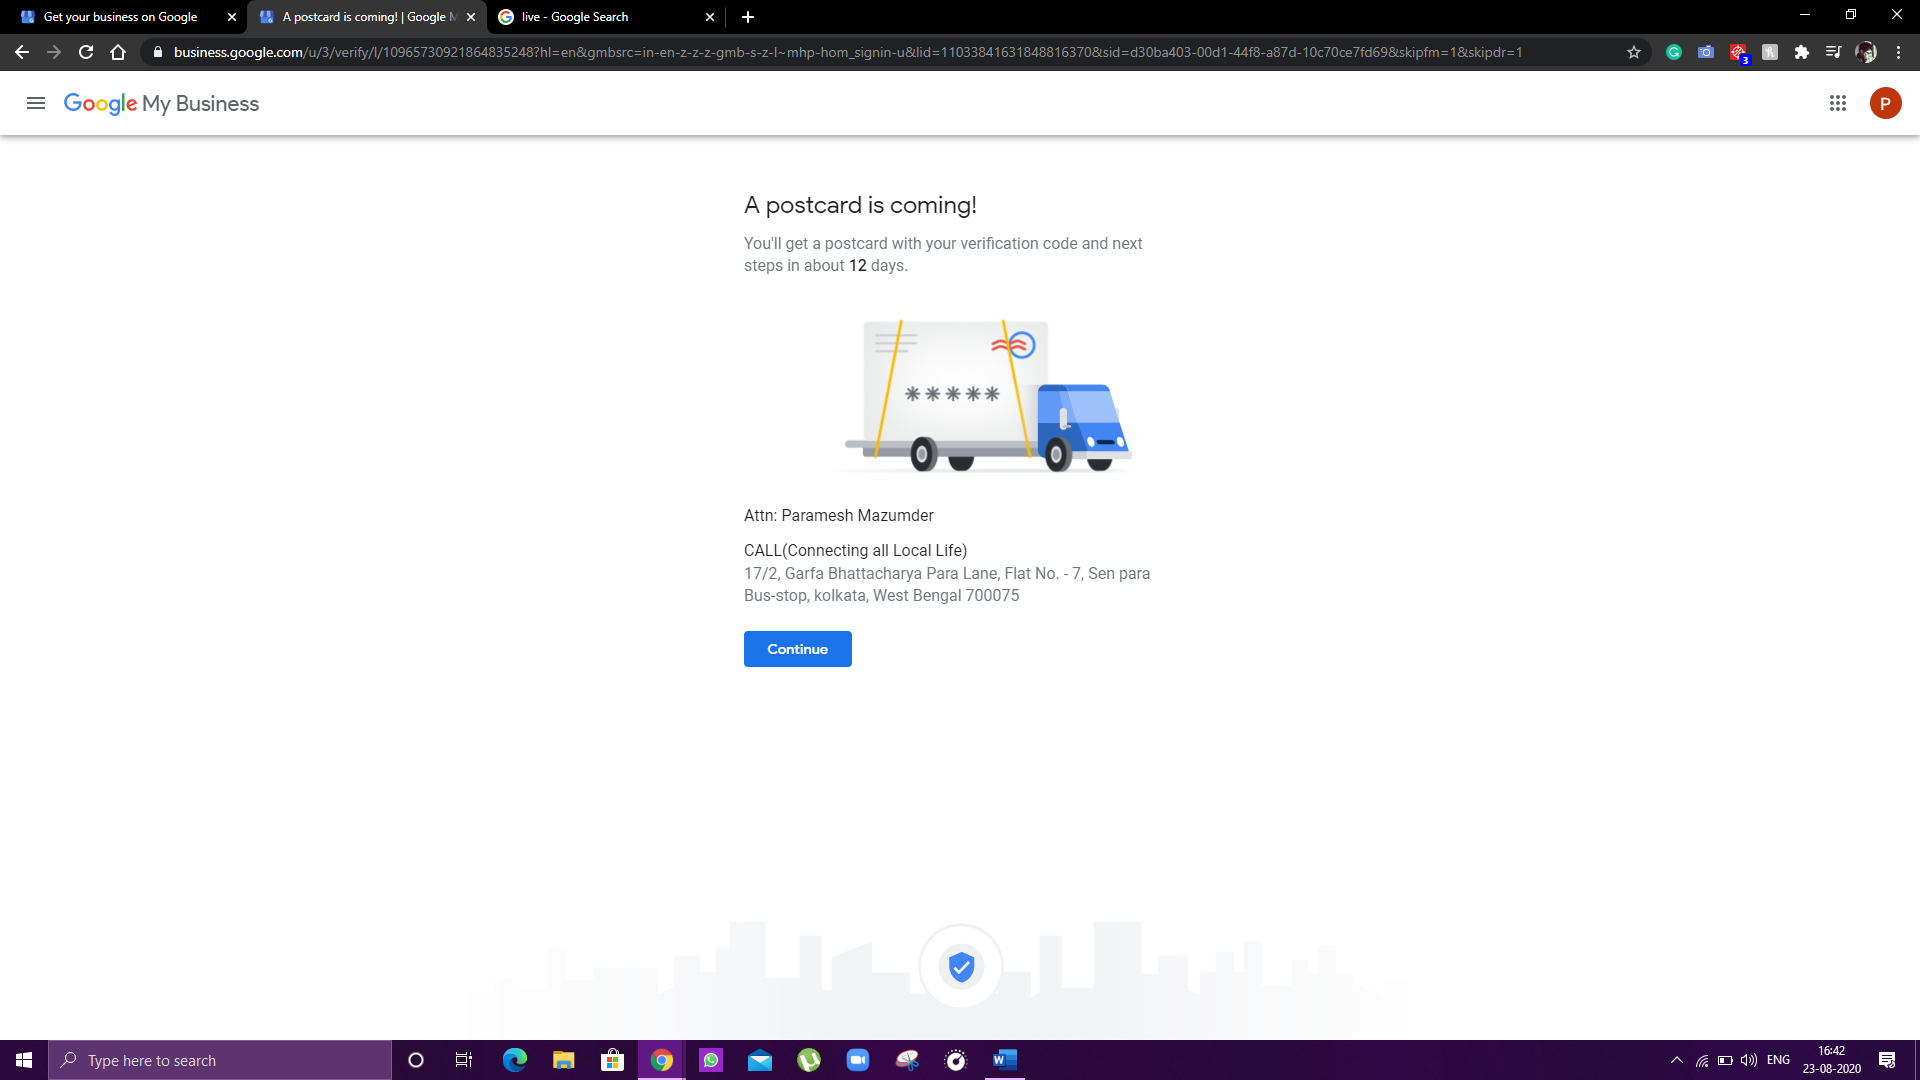 Get your business on Google
A postcard is coming! | Google M
live - Google Search
business.google.com/u/3/verify/l/10965730921864835248?hl=en&gmbsrc=in-en-z-z-z-gmb-s-z-l~mhp-hom_signin-u&lid=11033841631848816370&sid=d30ba403-00d1-44f8-a87d-10c70ce7fd69&skipfm=1&skipdr=1
3
Google My Business
P
A postcard is coming!
You'll get a postcard with your verification code and next
steps in about 12 days.
*****
Attn: Paramesh Mazumder
CALL(Connecting all Local Life)
17/2, Garfa Bhattacharya Para Lane, Flat No. - 7, Sen para
Bus-stop, kolkata, West Bengal 700075
Continue
Type here to search
ENG
16:42
23-08-2020